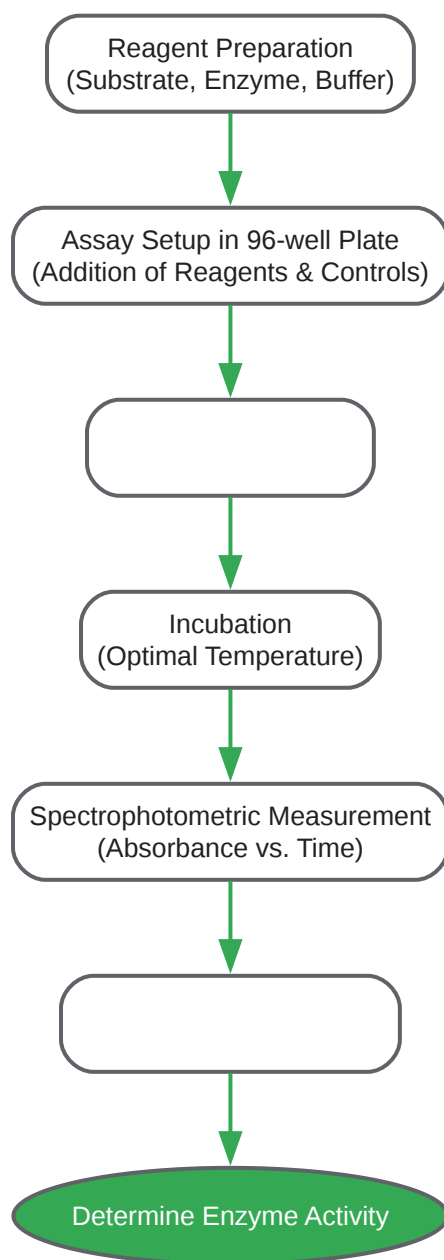 Reagent Preparation
(Substrate, Enzyme, Buffer)
Assay Setup in 96-well Plate
(Addition of Reagents & Controls)
Incubation
(Optimal Temperature)
Spectrophotometric Measurement
(Absorbance vs. Time)
Determine Enzyme Activity